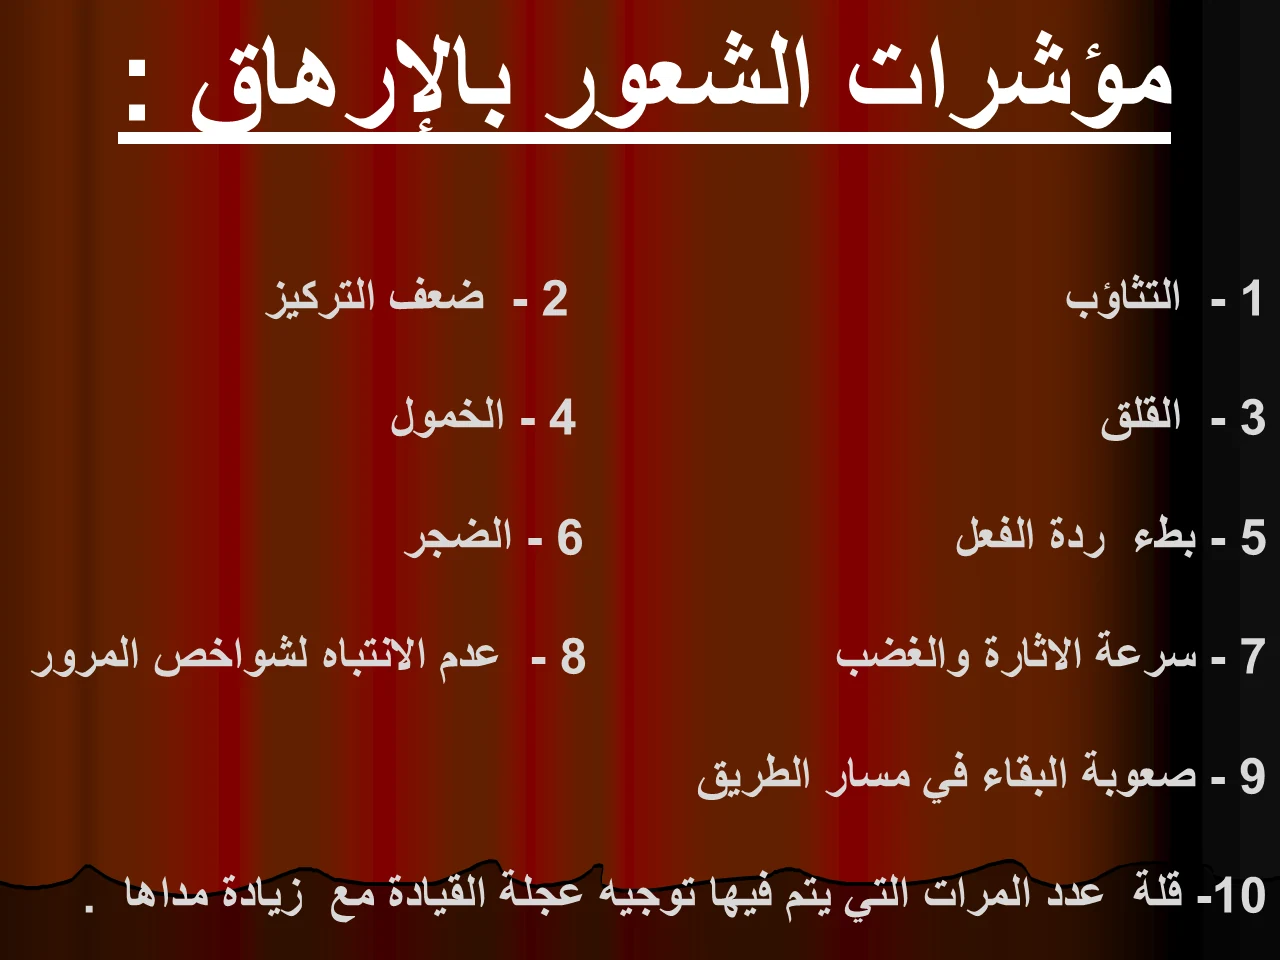 مؤشرات الشعور بالإرهاق :
1 - التثاؤب 2 - ضعف التركيز
3 - القلق 4 - الخمول
5 - بطء ردة الفعل 6 - الضجر
7 - سرعة الاثارة والغضب 8 - عدم الانتباه لشواخص المرور
9 - صعوبة البقاء في مسار الطريق
10- قلة عدد المرات التي يتم فيها توجيه عجلة القيادة مع زيادة مداها .